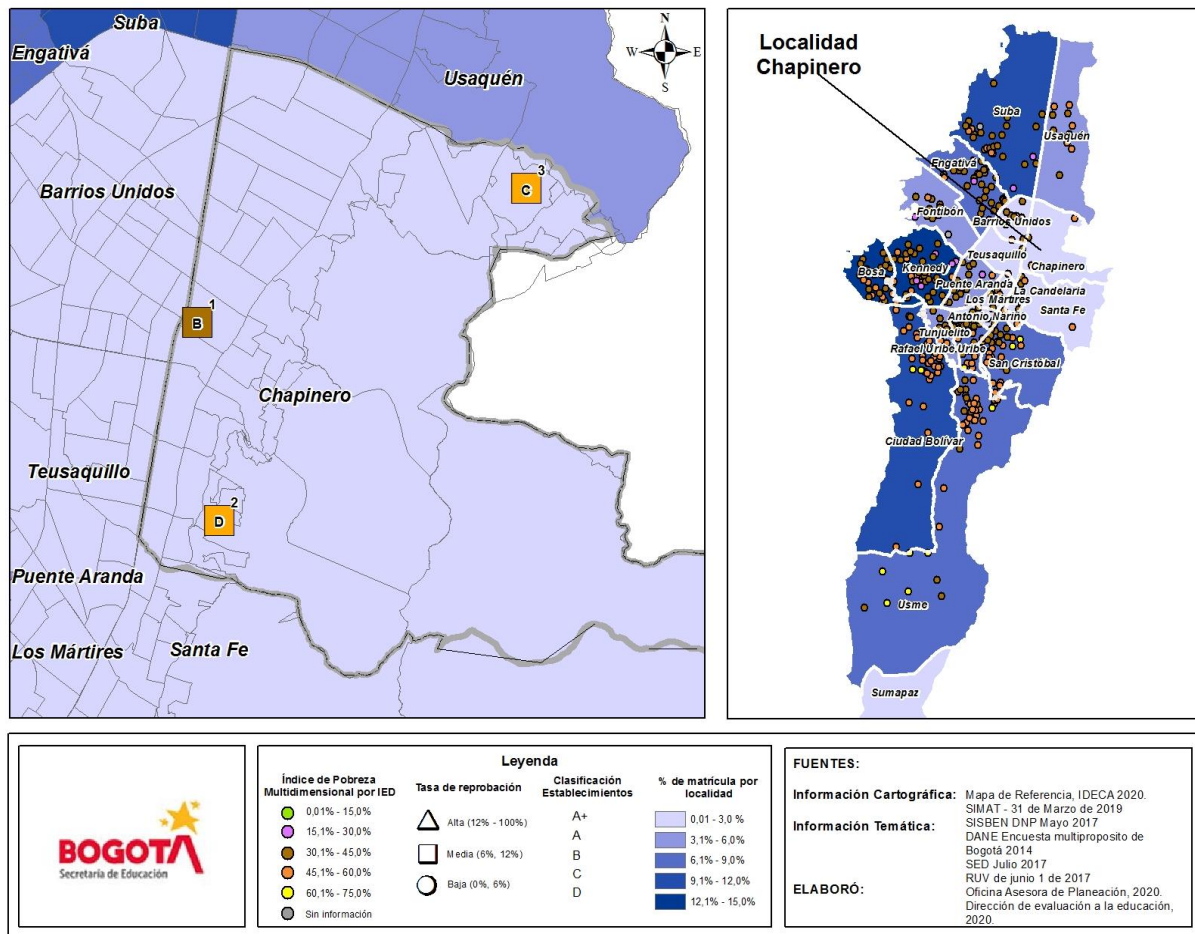 Suba
Engativá
Usaquén
N
W E
S
3
C
Barrios Unidos
1
B
Chapinero
Teusaquillo
2
D
Puente Aranda
Los Mártires
Santa Fe
Localidad
Chapinero
Suba
Usaquén
Engativá
Fontibón
Barrios Unidos
Teusaquillo
Chapinero
Bosa
Kennedy
Puente Aranda
La Candelaria
Los Mártires
Santa Fe
Antonio Nariño
Tunjuelito
Rafael Uribe Uribe
San Cristóbal
Ciudad Bolívar
Usme
Sumapaz
BOGOTÁ
Secretaría de Educación
Leyenda
Índice de Pobreza
Multidimensional por IED
0,01% - 15,0%
15,1% - 30,0%
30,1% - 45,0%
45,1% - 60,0%
60,1% - 75,0%
Sin información
Tasa de reprobación
Alta (12% - 100%)
Media (6%, 12%)
Baja (0%, 6%)
Clasificación
Establecimientos
A+
A
B
C
D
% de matrícula por
localidad
0,01 - 3,0 %
3,1% - 6,0%
6,1% - 9,0%
9,1% - 12,0%
12,1% - 15,0%
FUENTES:
Información Cartográfica: Mapa de Referencia, IDECA 2020.
SIMAT - 31 de Marzo de 2019
Información Temática: SISBEN DNP Mayo 2017
DANE Encuesta multiproposito de
Bogotá 2014
SED Julio 2017
RUV de junio 1 de 2017
ELABORÓ: Oficina Asesora de Planeación, 2020.
Dirección de evaluación a la educación,
2020.